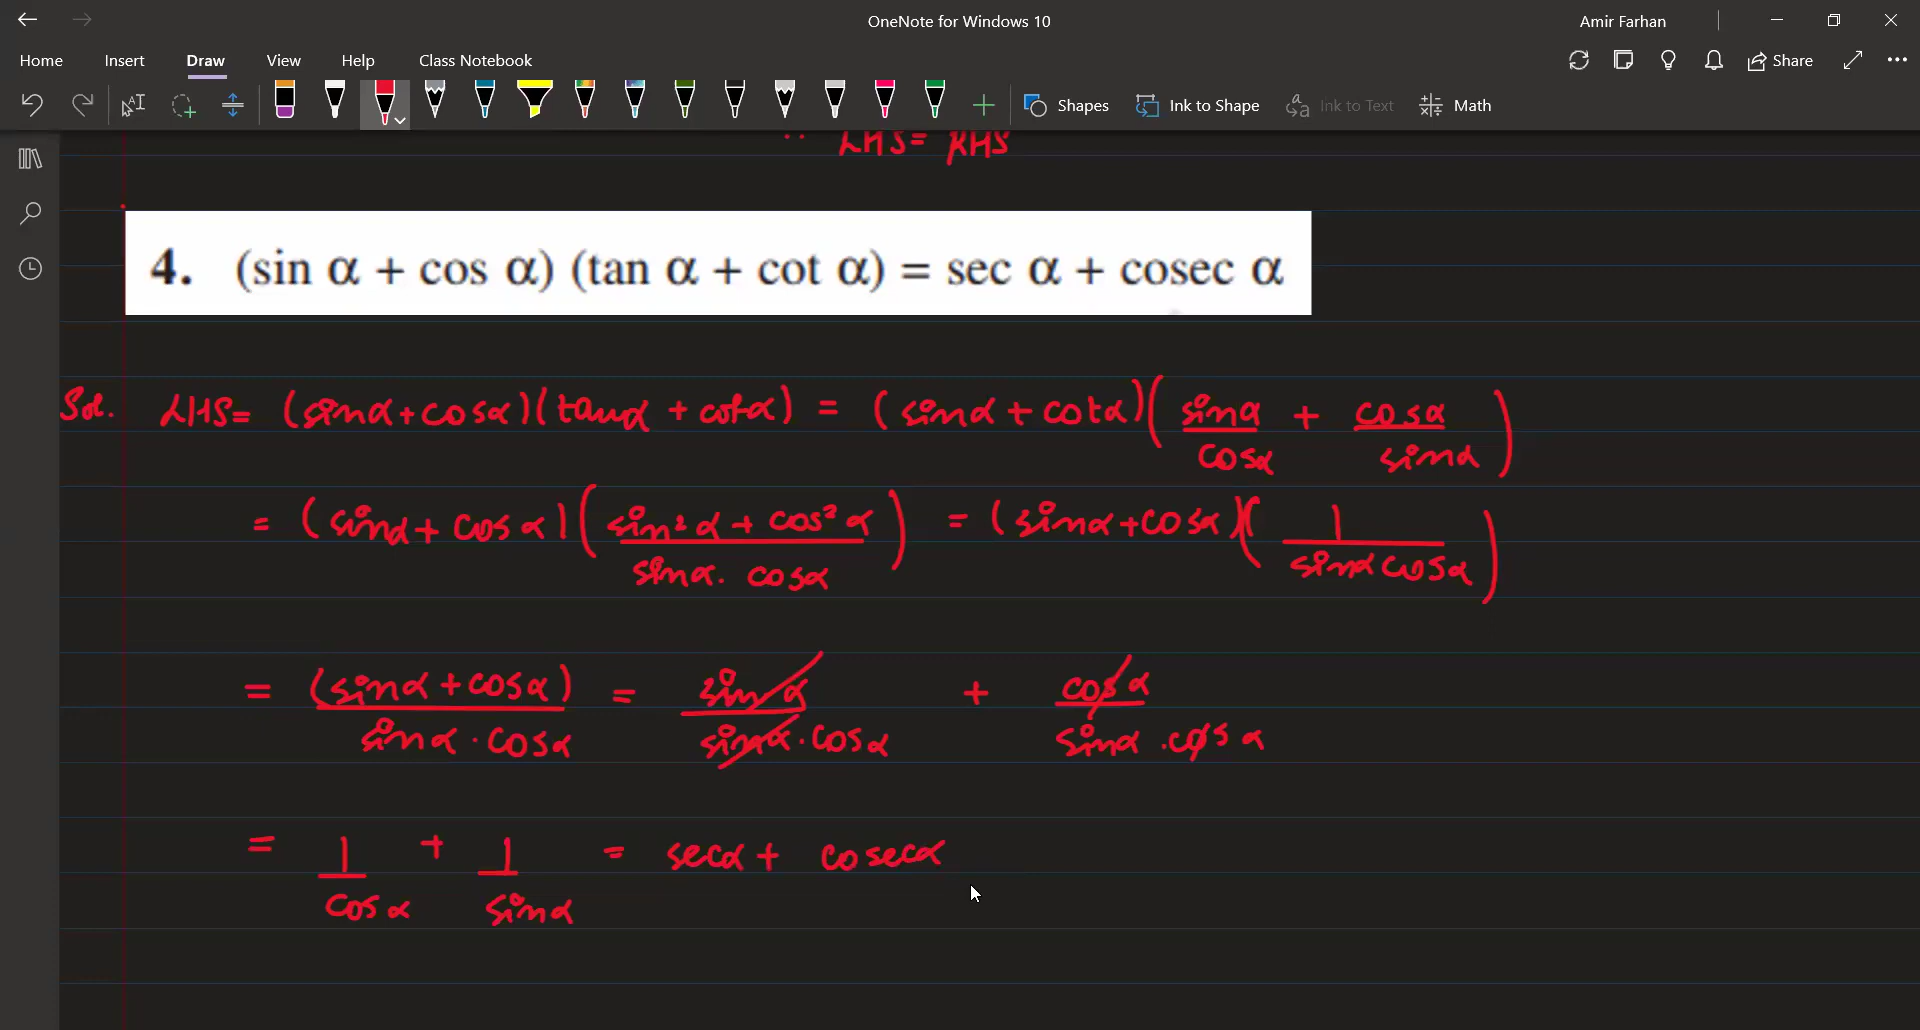 OneNote for Windows 10
Amir Farhan
Home Insert Draw View Help Class Notebook
Share
Shapes Ink to Shape Ink to Text Math
∵ LHS = RHS
4. (sin α + cos α) (tan α + cot α) = sec α + cosec α
Sol. LHS = (sinα + cosα)(tanα + cotα) = (sinα + cotα)(sinα/cosα + cosα/sinα)
= (sinα + cosα)((sin²α + cos²α)/(sinα. cosα)) = (sinα + cosα)(1/(sinα cosα))
= (sinα + cosα)/(sinα · cosα) = sinα/(sinα · cosα) + cosα/(sinα · cosα)
= 1/cosα + 1/sinα = secα + cosecα